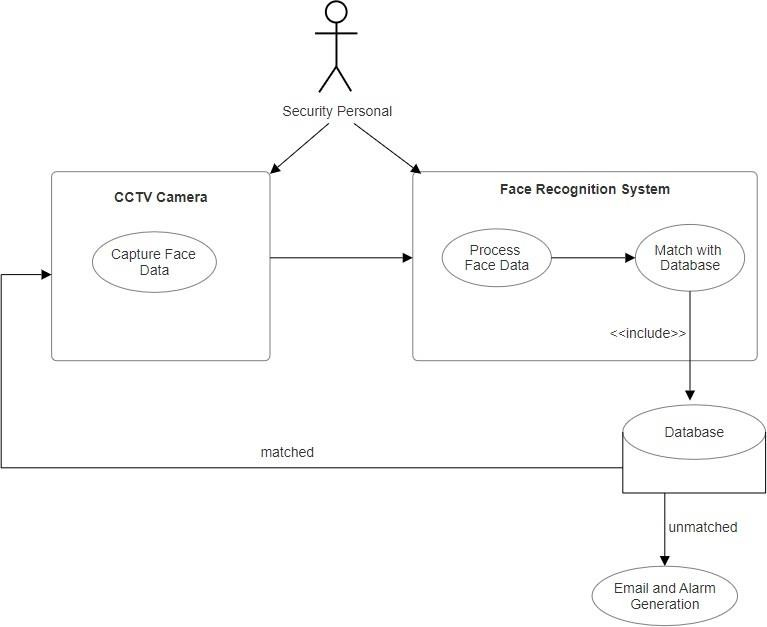 Security Personal
CCTV Camera
Face Recognition System
Capture Face
Data
Process
Face Data
Match with
Database
<<include>>
Database
matched
unmatched
Email and Alarm
Generation